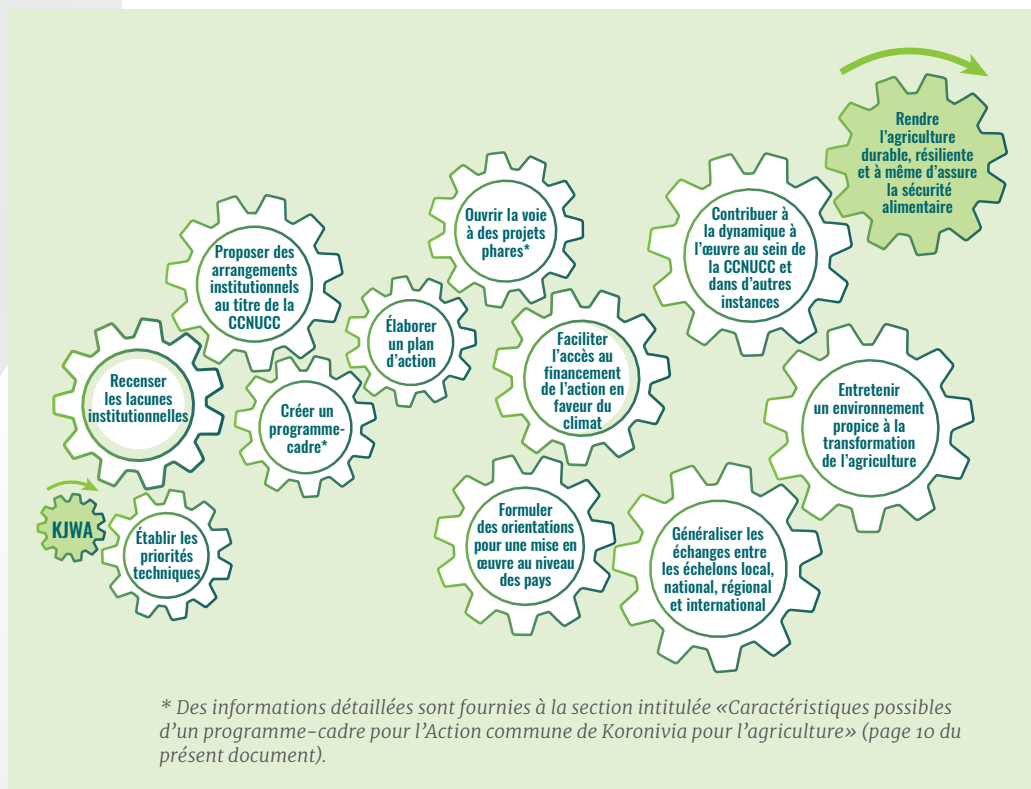 KJWA
Établir les
priorités
techniques
Recenser
les lacunes
institutionnelles
Proposer des
arrangements
institutionnels
au titre de la
CCNUCC
Créer un
programme-
cadre*
Élaborer
un plan
d'action
Ouvrir la voie
à des projets
phares*
Faciliter
l'accès au
financement
de l'action en
faveur du
climat
Formuler
des orientations
pour une mise en
œuvre au niveau
des pays
Généraliser les
échanges entre
les échelons local,
national, régional
et international
Contribuer à
la dynamique à
l'œuvre au sein de
la CCNUCC et
dans d'autres
instances
Entretenir
un environnement
propice à la
transformation
de l'agriculture
Rendre
l'agriculture
durable, résiliente
et à même d'assure
la sécurité
alimentaire
* Des informations détaillées sont fournies à la section intitulée «Caractéristiques possibles
d'un programme-cadre pour l'Action commune de Koronivia pour l'agriculture» (page 10 du
présent document).